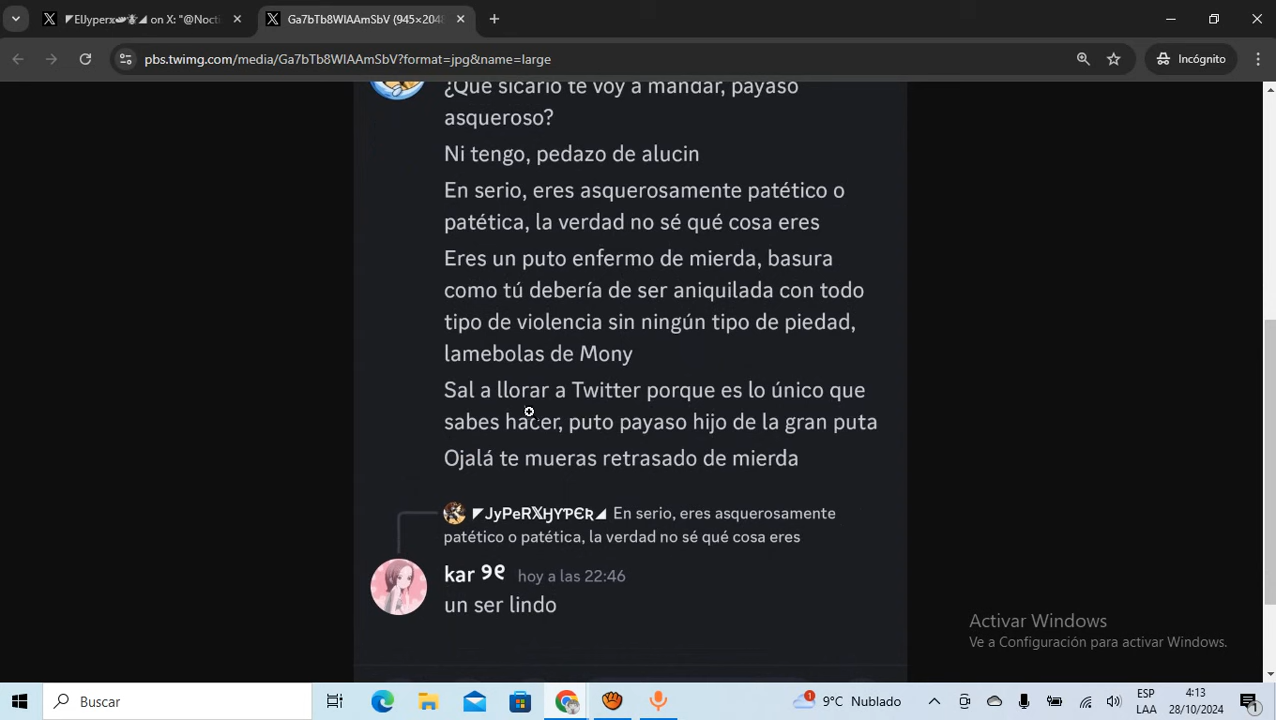 on X: "@Nocti
Ga7bTb8WIAAmSbV (945×2048
pbs.twimg.com/media/Ga7bTb8WIAAmSbV?format=jpg&name=large
Incógnito
¿Qué sicario te voy a mandar, payaso
asqueroso?
Ni tengo, pedazo de alucin
En serio, eres asquerosamente patético o
patética, la verdad no sé qué cosa eres
Eres un puto enfermo de mierda, basura
como tú debería de ser aniquilada con todo
tipo de violencia sin ningún tipo de piedad,
lamebolas de Mony
Sal a llorar a Twitter porque es lo único que
sabes hacer, puto payaso hijo de la gran puta
Ojalá te mueras retrasado de mierda
◤JyPeR𝕏ӇƳƤЄƦ◢ En serio, eres asquerosamente
patético o patética, la verdad no sé qué cosa eres
kar ୨୧ hoy a las 22:46
un ser lindo
Activar Windows
Ve a Configuración para activar Windows.
Buscar
1
9°C Nublado
ESP
LAA
4:13
28/10/2024
1